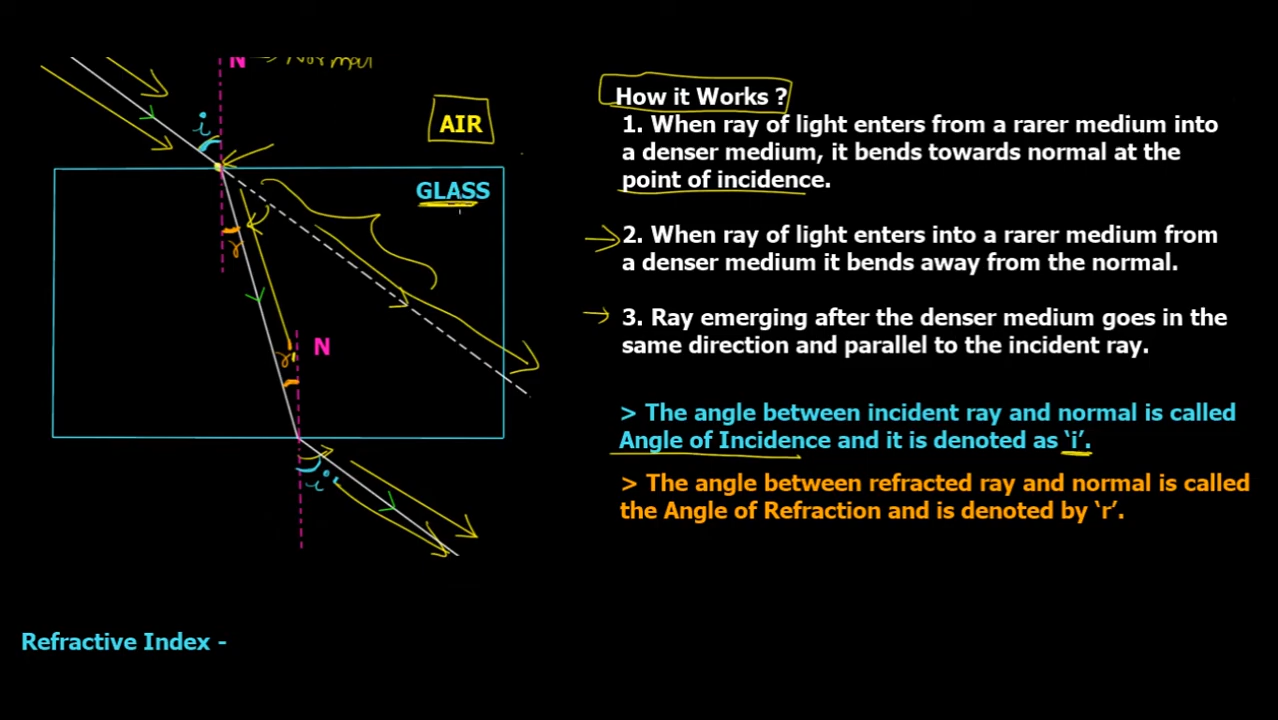 N → Normal
i
AIR
GLASS
r
N
r'
i'
How it Works ?
1. When ray of light enters from a rarer medium into
a denser medium, it bends towards normal at the
point of incidence.
2. When ray of light enters into a rarer medium from
a denser medium it bends away from the normal.
3. Ray emerging after the denser medium goes in the
same direction and parallel to the incident ray.
> The angle between incident ray and normal is called
Angle of Incidence and it is denoted as ‘i’.
> The angle between refracted ray and normal is called
the Angle of Refraction and is denoted by ‘r’.
Refractive Index -